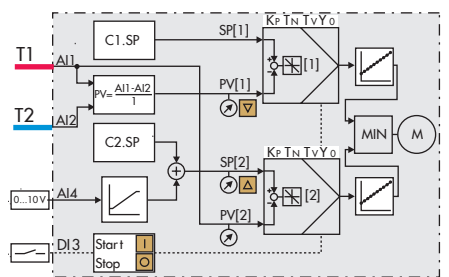 T1
AI1
T2
AI2
0...10 V
AI4
DI3
C1.SP
PV= AI1-AI2
1
C2.SP
Start I
Stop O
SP[1]
PV[1]
SP[2]
PV[2]
KP TN TV Y0
[1]
KP TN TV Y0
[2]
MIN
M